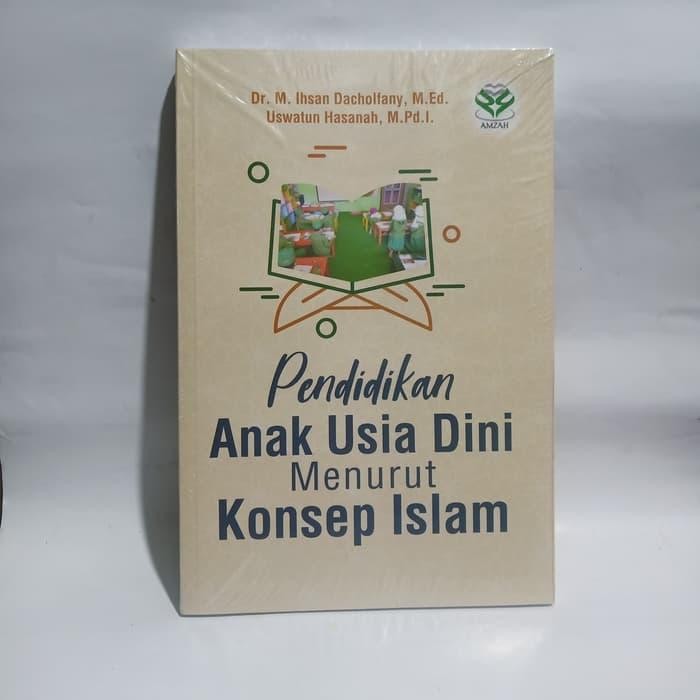 Dr. M. Ihsan Dacholfany, M.Ed.
Uswatun Hasanah, M.Pd.I.
AMZAH
Pendidikan
Anak Usia Dini
Menurut
Konsep Islam